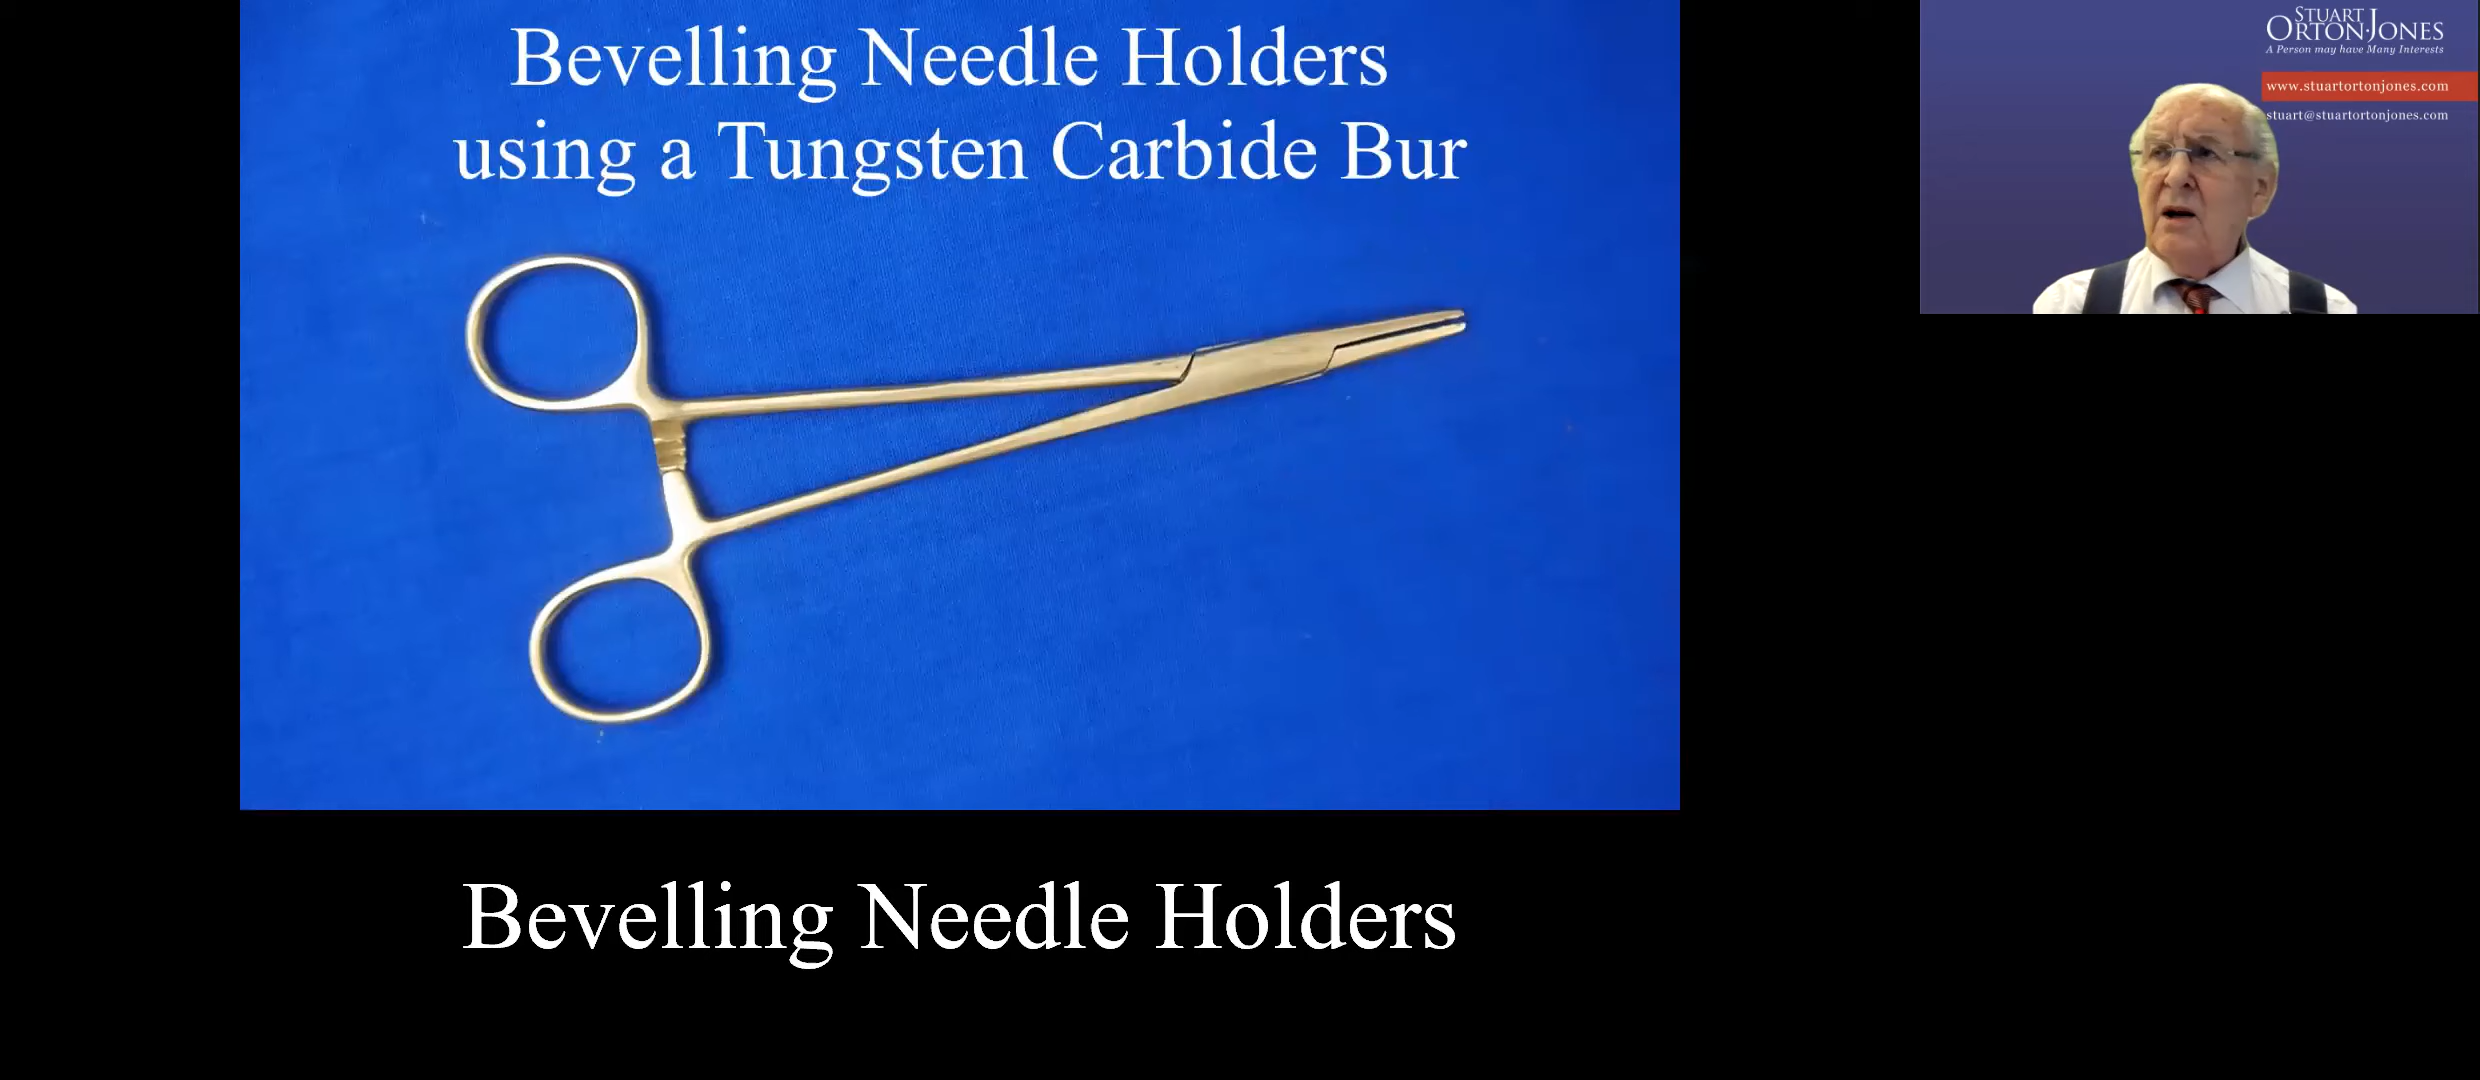 Bevelling Needle Holders
using a Tungsten Carbide Bur
STUART
ORTON-JONES
A Person may have Many Interests
www.stuartortonjones.com
stuart@stuartortonjones.com
Bevelling Needle Holders